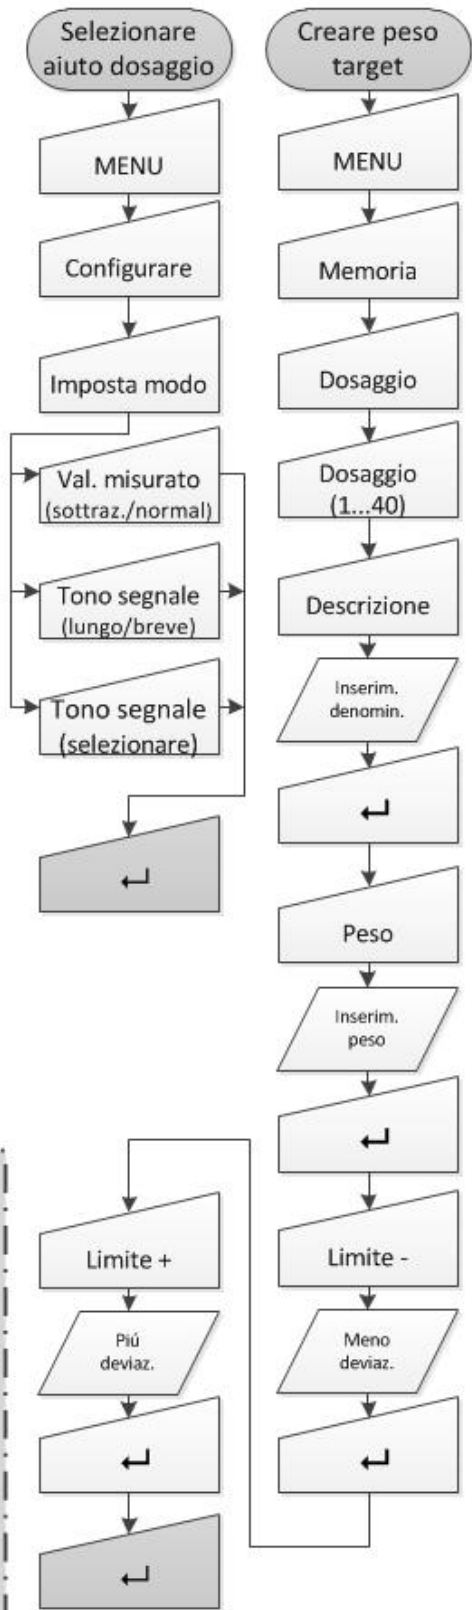 Selezionare
aiuto dosaggio
MENU
Configurare
Imposta modo
Val. misurato
(sottraz./normal)
Tono segnale
(lungo/breve)
Tono segnale
(selezionare)
↵
Creare peso
target
MENU
Memoria
Dosaggio
Dosaggio
(1...40)
Descrizione
Inserim.
denomin.
↵
Peso
Inserim.
peso
↵
Limite -
Meno
deviaz.
↵
Limite +
Piú
deviaz.
↵
↵